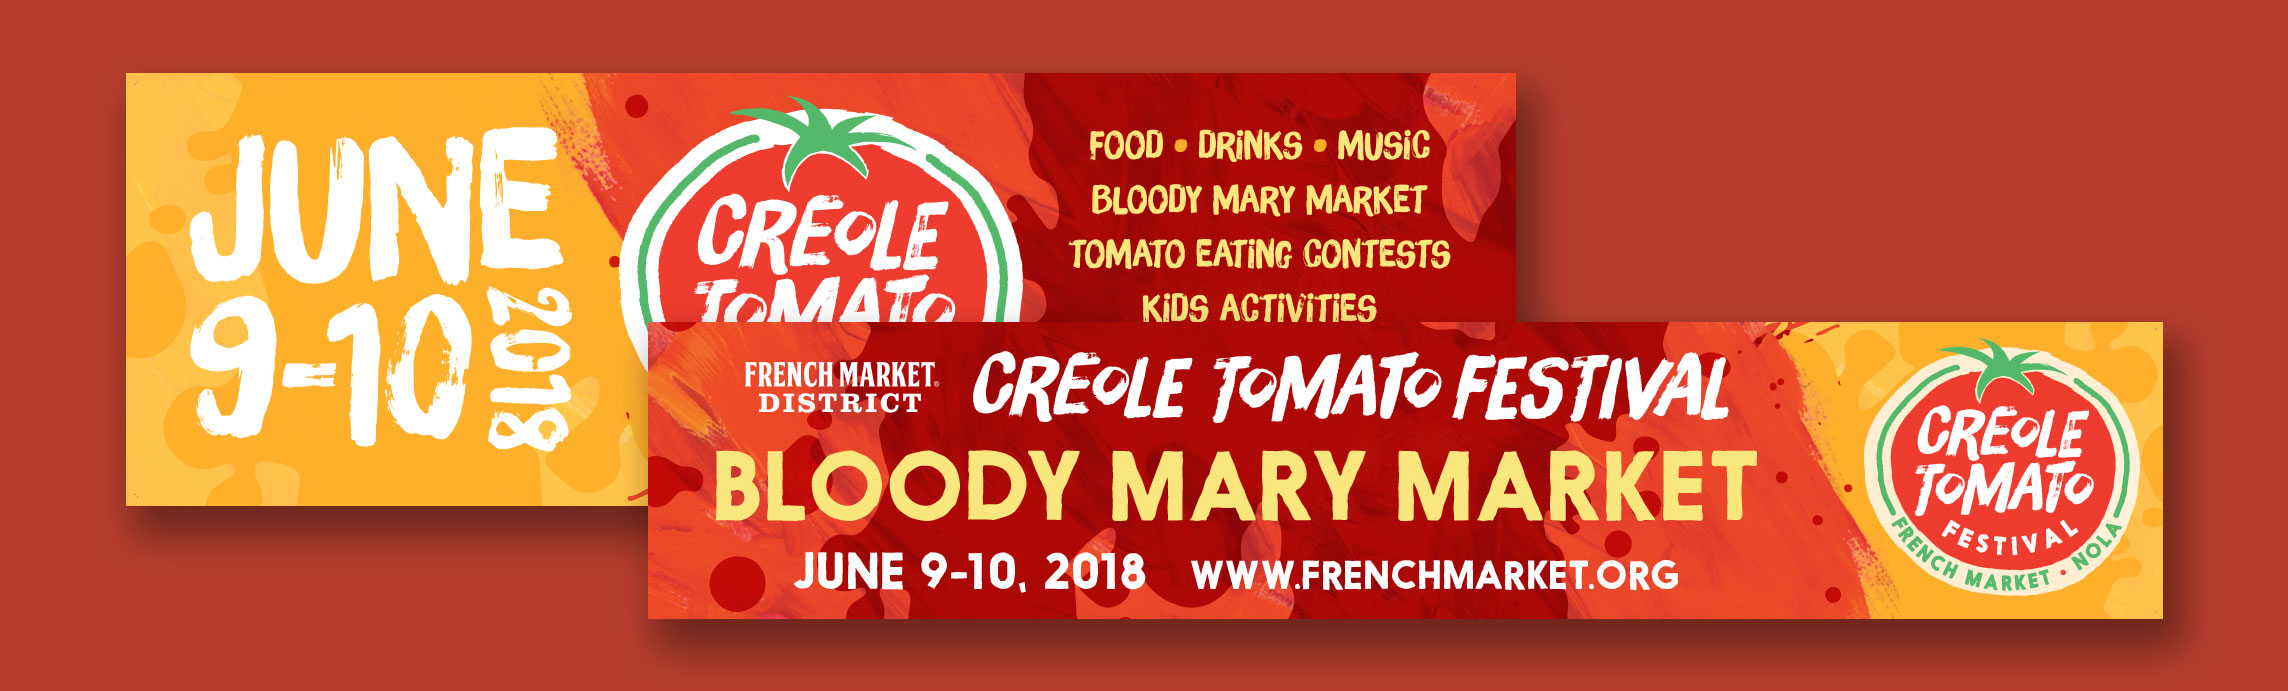 JUNE
9-10
2018
CREOLE
TOMATO
FOOD • DRiNKS • MUSiC
BLOODY MARY MARKET
TOMATO EATiNG CONTESTS
KiDS ACTiViTiES
FRENCH MARKET®
DISTRICT
CREOLE TOMATO FESTIVAL
BLOODY MARY MARKET
JUNE 9-10, 2018 WWW.FRENCHMARKET.ORG
CREOLE
TOMATO
FESTIVAL
FRENCH MARKET • NOLA